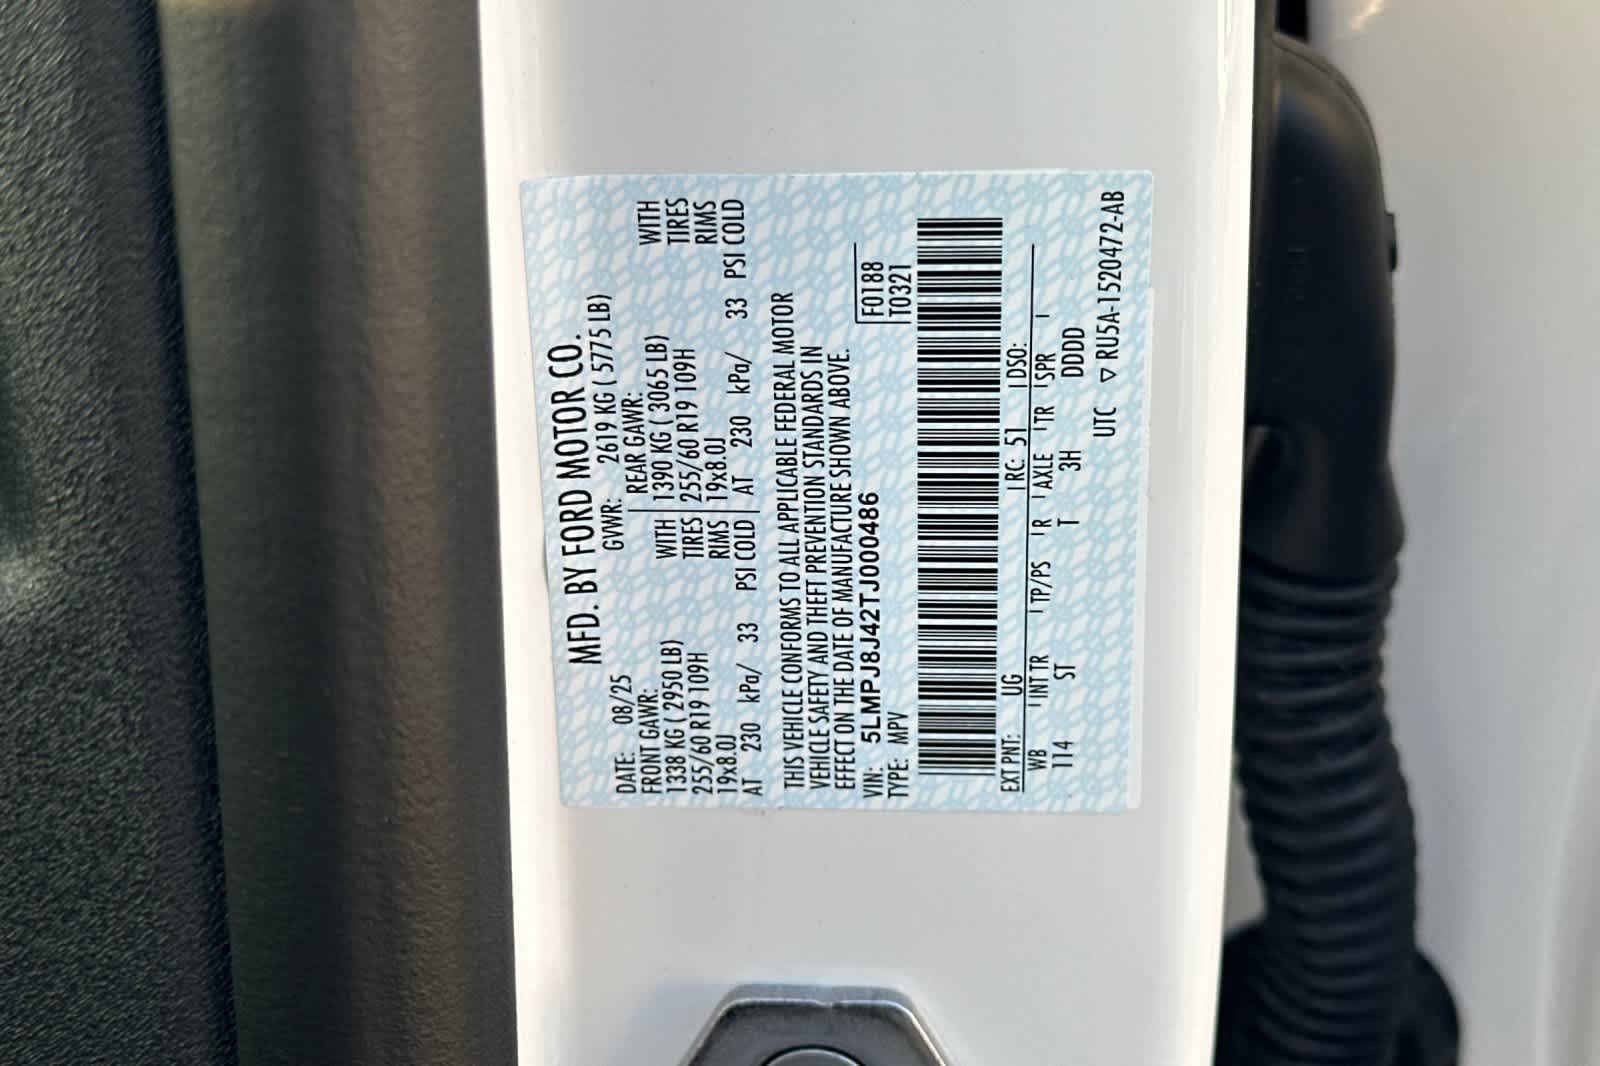 MFD. BY FORD MOTOR CO.
DATE: 08/25 GVWR: 2619 KG ( 5775 LB)
FRONT GAWR: REAR GAWR:
1338 KG ( 2950 LB) WITH 1390 KG ( 3065 LB) WITH
255/60 R19 109H TIRES 255/60 R19 109H TIRES
19x8.0J RIMS 19x8.0J RIMS
AT 230 kPa/ 33 PSI COLD AT 230 kPa/ 33 PSI COLD
THIS VEHICLE CONFORMS TO ALL APPLICABLE FEDERAL MOTOR
VEHICLE SAFETY AND THEFT PREVENTION STANDARDS IN
EFFECT ON THE DATE OF MANUFACTURE SHOWN ABOVE.
VIN: 5LMPJ8J42TJ000486 F0188
TYPE: MPV T0321
EXT PNT: UG RC: 51 DSO:
WB INT TR TP/PS R AXLE TR SPR
114 ST T 3H DDDD
UTC ▽ RU5A-1520472-AB